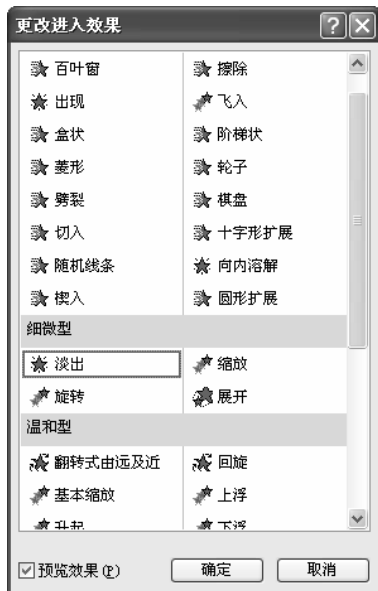 更改进入效果
百叶窗 擦除
出现 飞入
盒状 阶梯状
菱形 轮子
劈裂 棋盘
切入 十字形扩展
随机线条 向内溶解
楔入 圆形扩展
细微型
淡出 缩放
旋转 展开
温和型
翻转式由远及近 回旋
基本缩放 上浮
升起 下浮
预览效果(P) 确定 取消